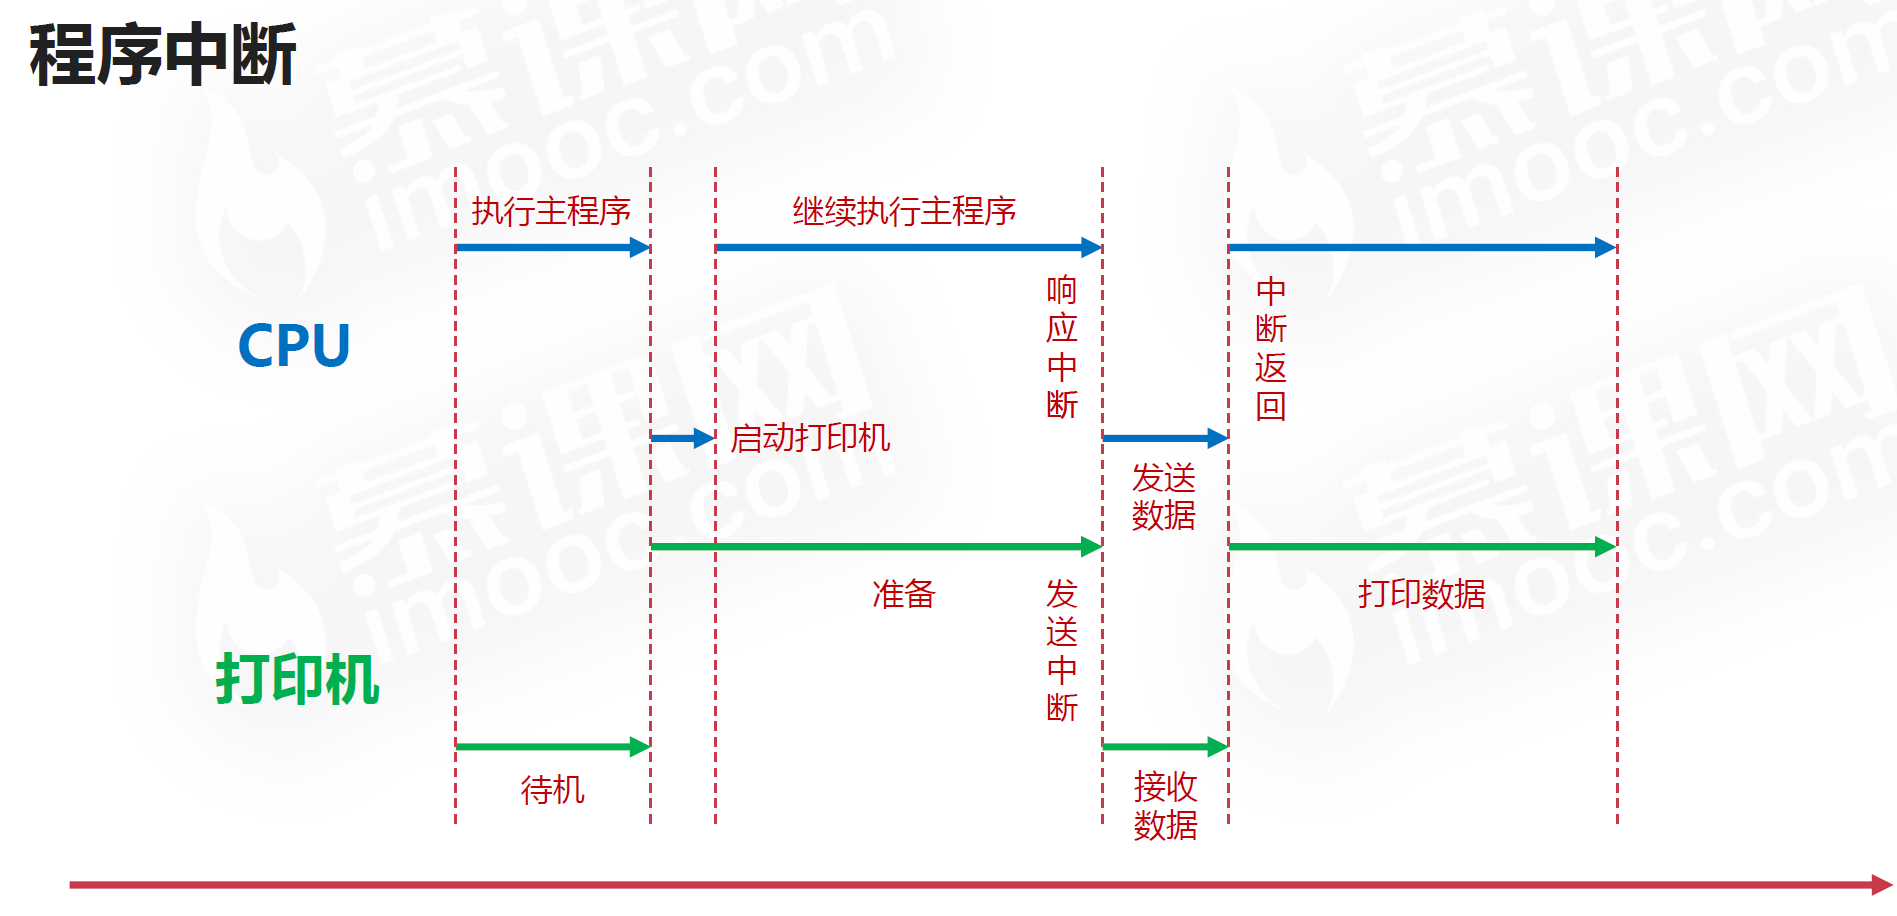 程序中断
慕课网
imooc.com
慕课网
imooc.com
执行主程序
继续执行主程序
响应中断
中断返回
CPU
启动打印机
发送
数据
慕课网
imooc.com
慕课网
imooc.com
准备
发送中断
打印数据
打印机
待机
接收
数据